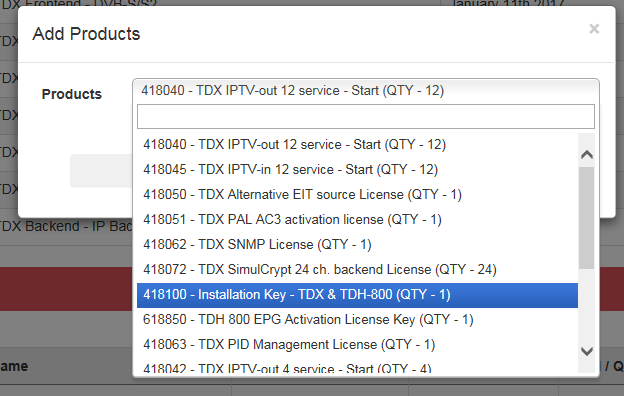 TDX Frontend - DVB-S/S2 January 11th 2017
Add Products ×
Products
418040 - TDX IPTV-out 12 service - Start (QTY - 12)
418040 - TDX IPTV-out 12 service - Start (QTY - 12)
418045 - TDX IPTV-in 12 service - Start (QTY - 12)
418050 - TDX Alternative EIT source License (QTY - 1)
418051 - TDX PAL AC3 activation license (QTY - 1)
TDX Backend - IP Bac
418062 - TDX SNMP License (QTY - 1)
418072 - TDX SimulCrypt 24 ch. backend License (QTY - 24)
418100 - Installation Key - TDX & TDH-800 (QTY - 1)
618850 - TDH 800 EPG Activation License Key (QTY - 1)
418063 - TDX PID Management License (QTY - 1)
ame / Q
418042 - TDX IPTV-out 4 service - Start (QTY - 4)